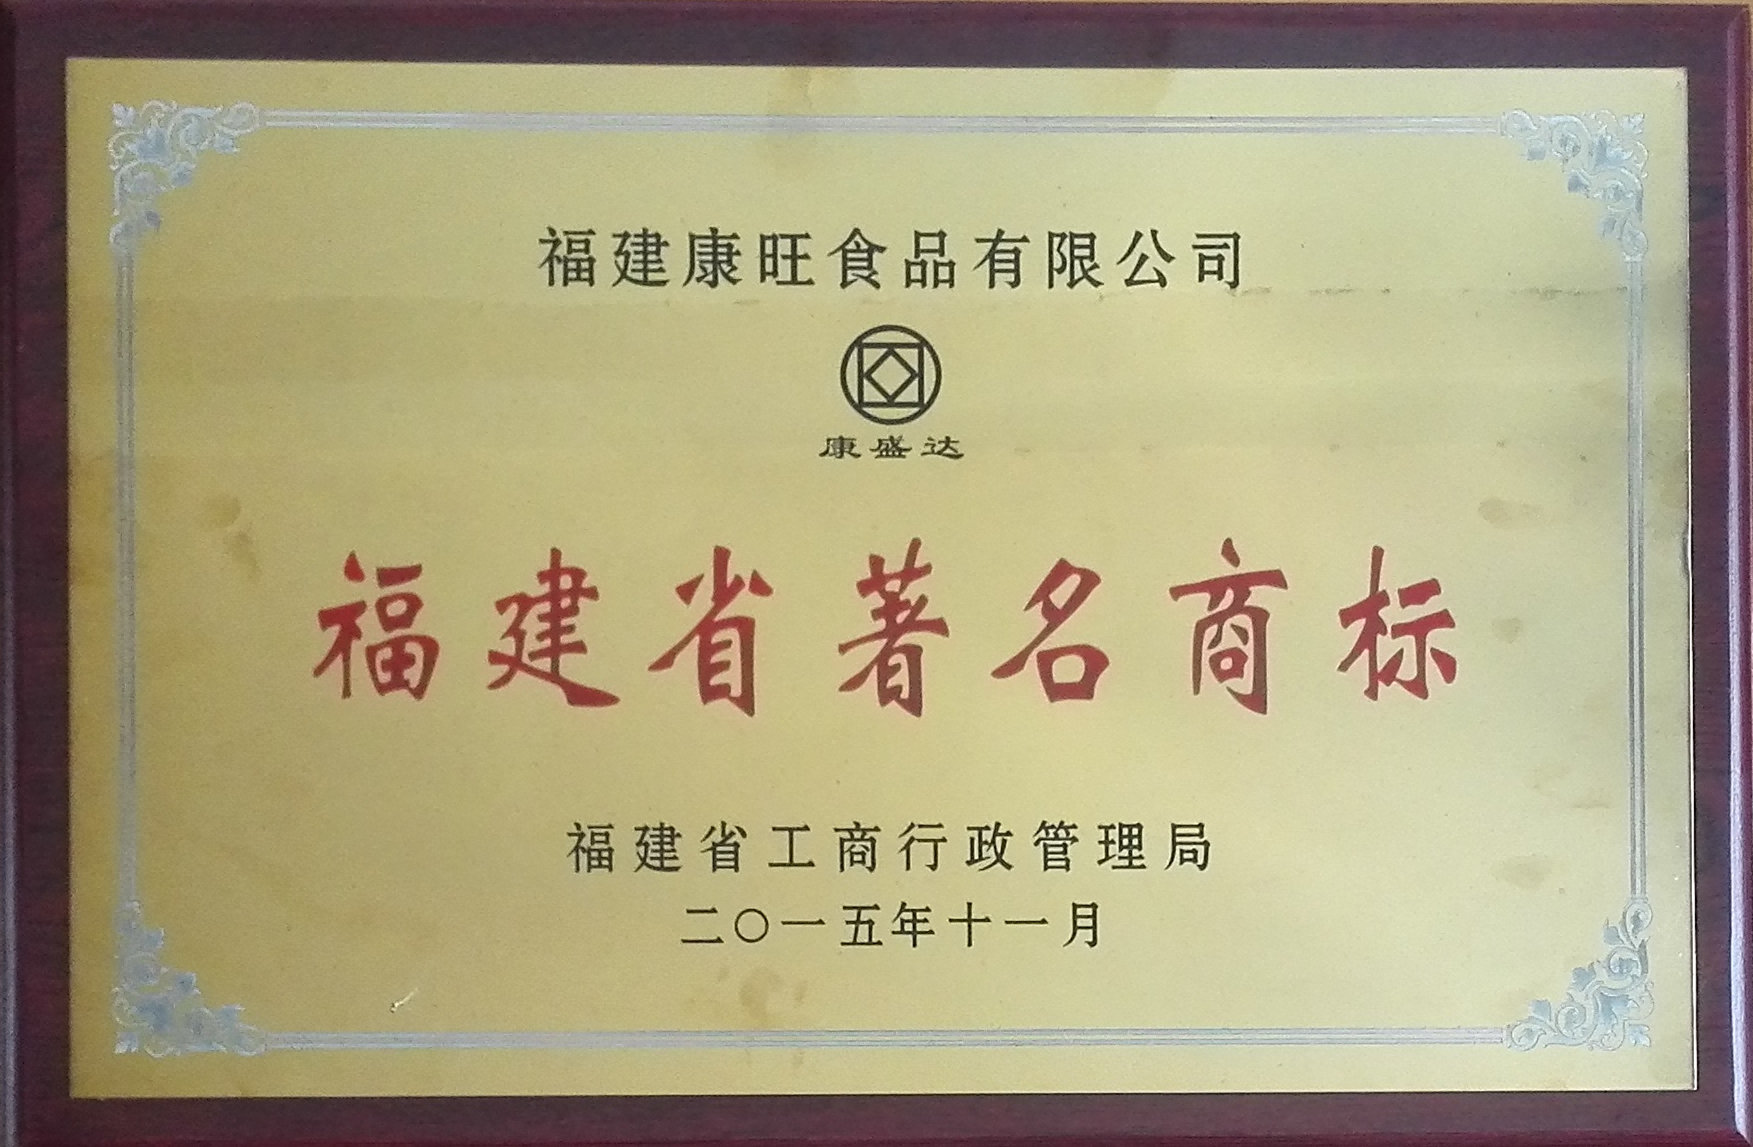 福建康旺食品有限公司
康盛达
福建省著名商标
福建省工商行政管理局
二〇一五年十一月